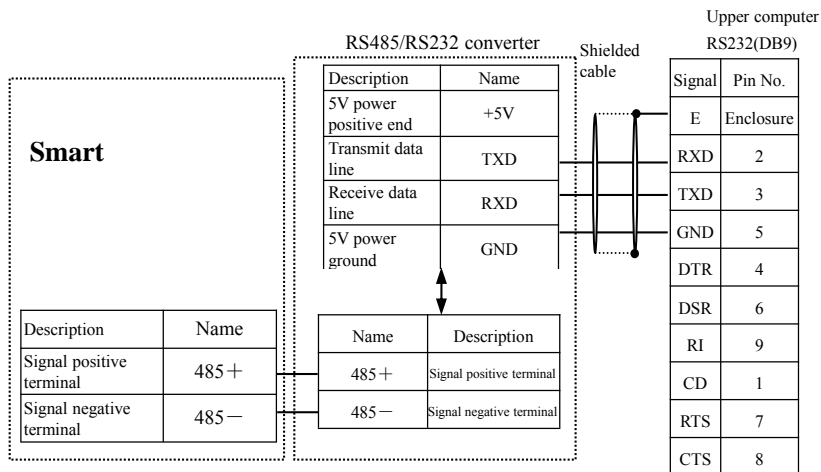 Upper computer
RS232(DB9)
RS485/RS232 converter
Shielded
cable
Description Name
5V power
positive end
+5V
Transmit data
line
TXD
Receive data
line
RXD
5V power
ground
GND
Signal Pin No.
E Enclosure
RXD 2
TXD 3
GND 5
DTR 4
DSR 6
RI 9
CD 1
RTS 7
CTS 8
Smart
Description Name
Signal positive
terminal
485+
Signal negative
terminal
485-
Name Description
485+ Signal positive terminal
485- Signal negative terminal